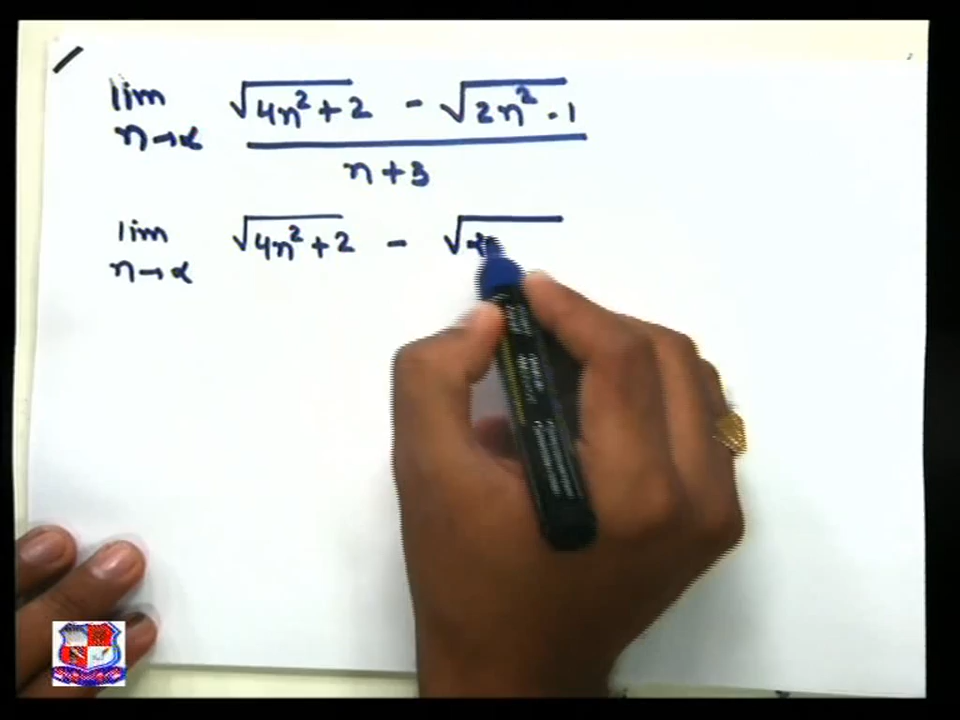 lim √4n²+2 - √2n²-1
n→α n+3
lim √4n²+2 - √
n→α